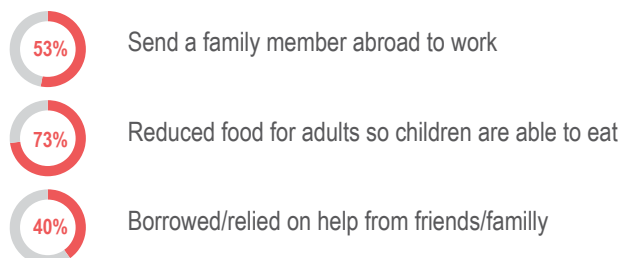 53% Send a family member abroad to work
73% Reduced food for adults so children are able to eat
40% Borrowed/relied on help from friends/familly